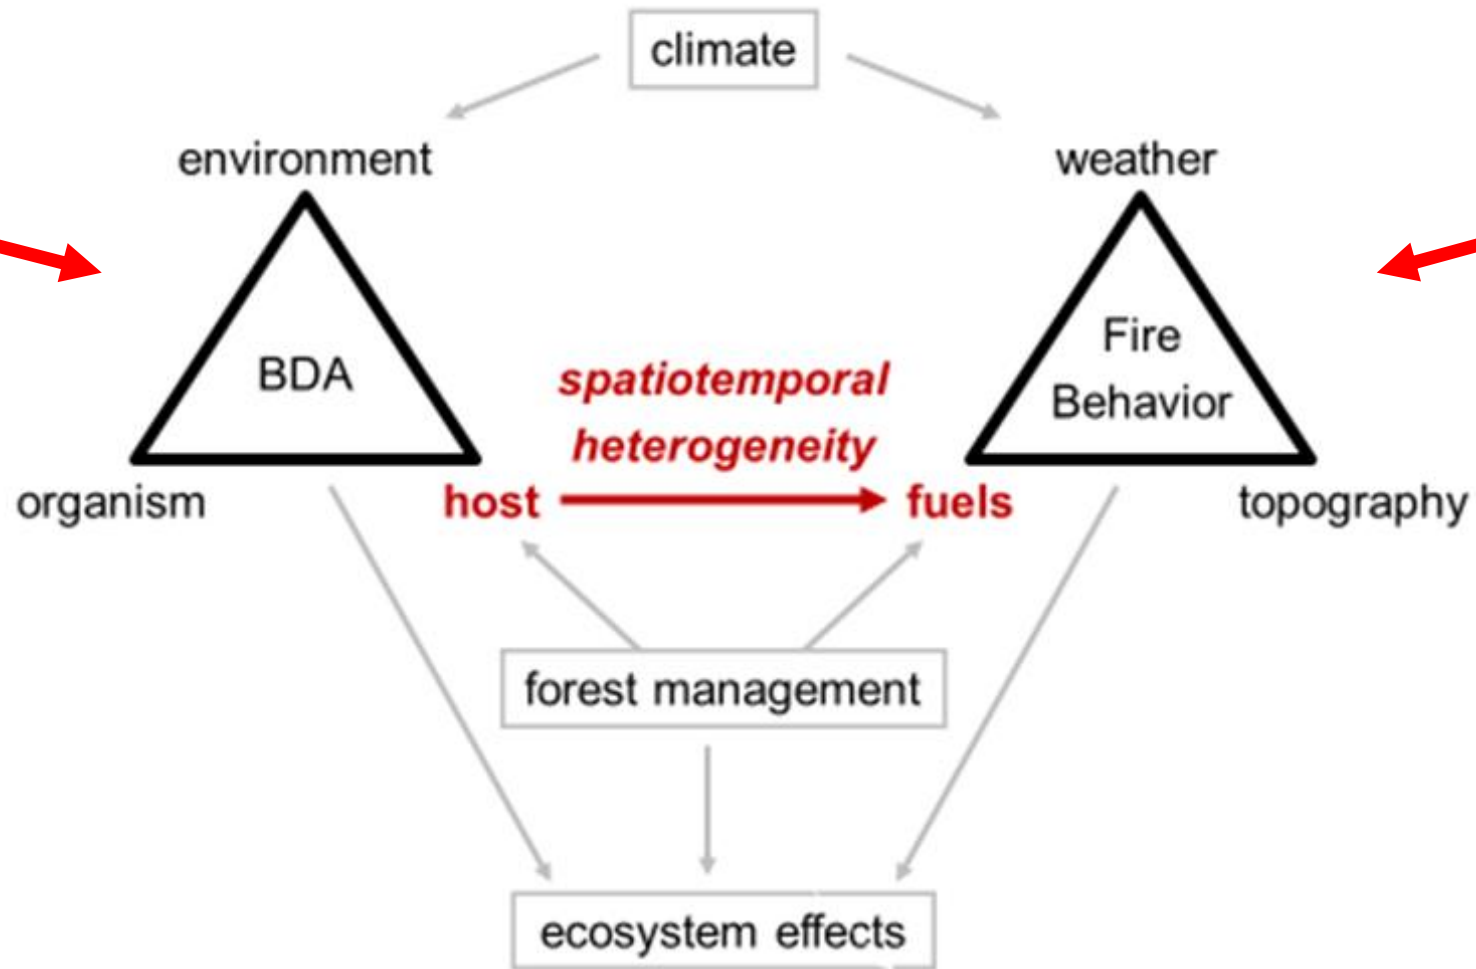 climate
environment
weather
BDA
Fire
Behavior
spatiotemporal
heterogeneity
organism
host
fuels
topography
forest management
ecosystem effects